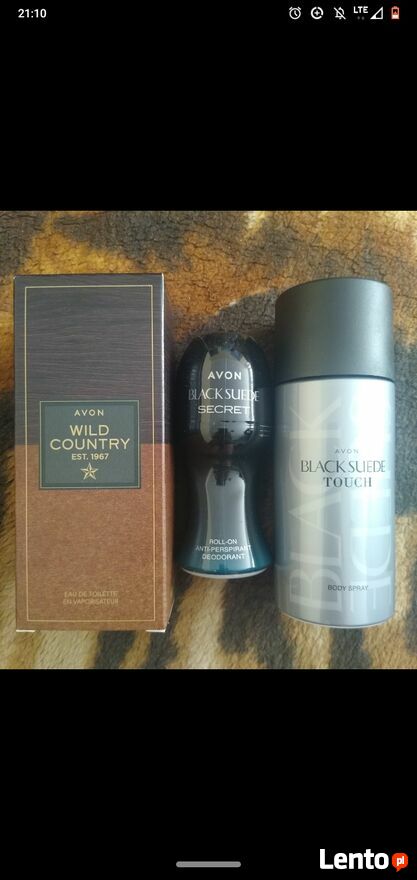 21:10
LTE
AVON
WILD
COUNTRY
EST. 1967
EAU DE TOILETTE
EN VAPORISATEUR
AVON
BLACK SUEDE
SECRET
ROLL-ON
ANTI-PERSPIRANT
DEODORANT
BLACK
SUEDE
AVON
BLACK SUEDE
TOUCH
BODY SPRAY
Lento.pl